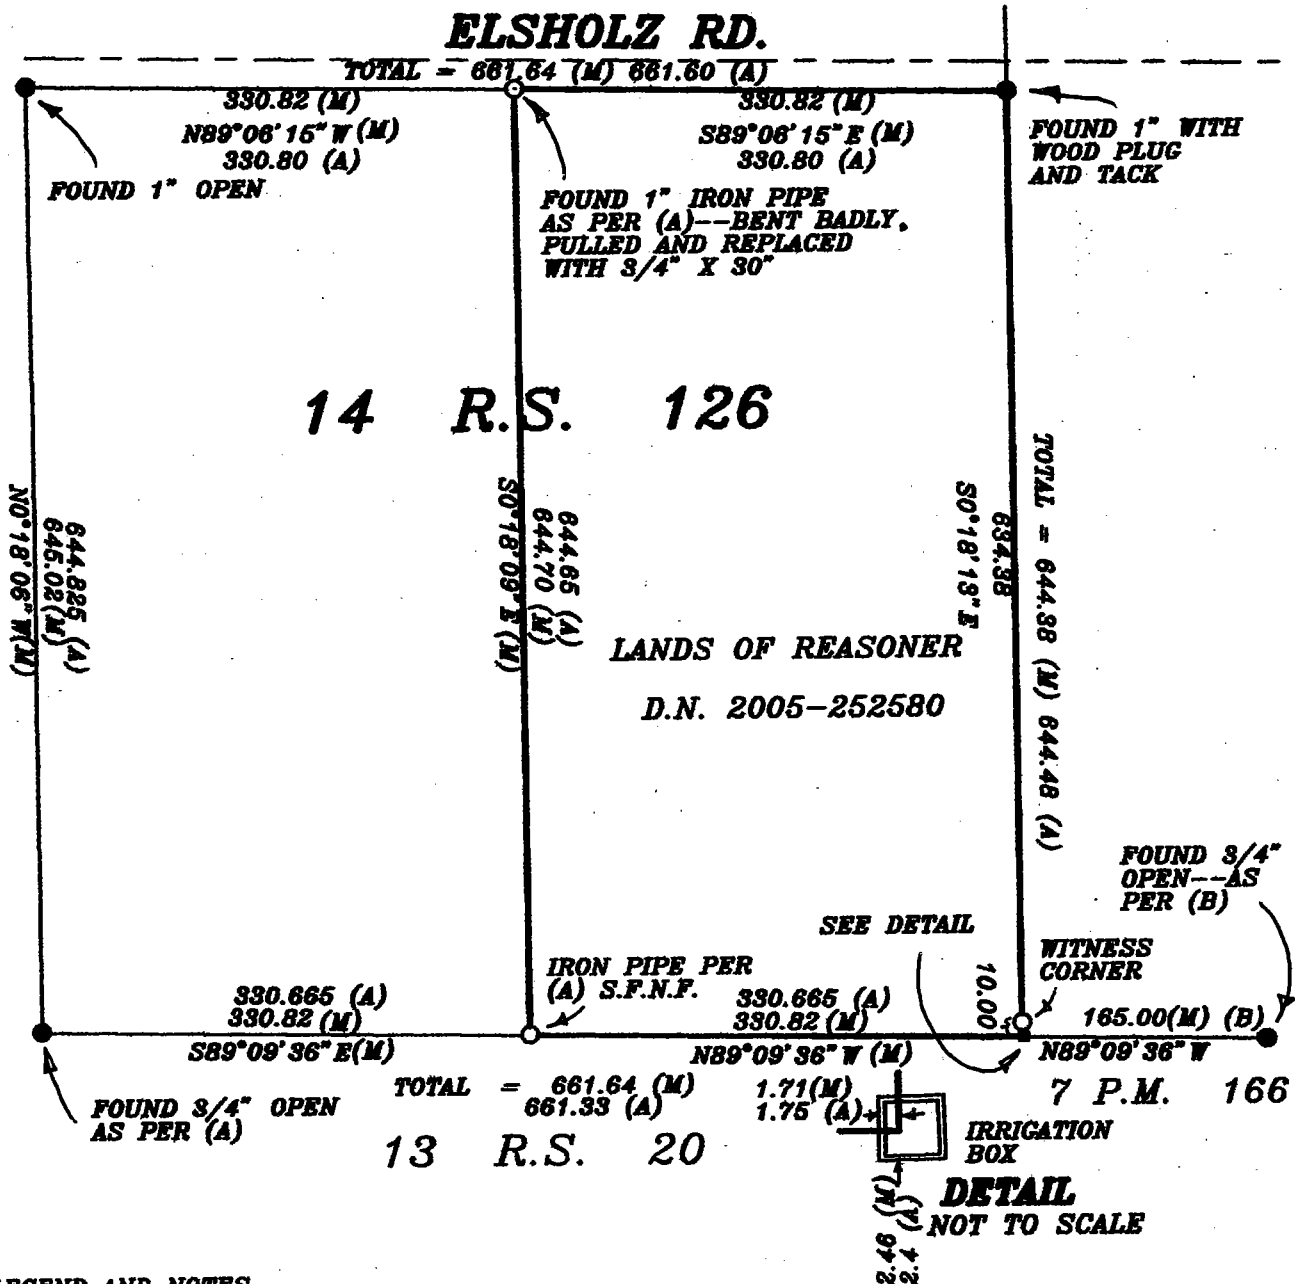 ELSHOLZ RD.
TOTAL = 661.64 (M) 661.60 (A)
330.82 (M)
N89°06'15" W (M)
330.80 (A)
330.82 (M)
S89°06'15" E (M)
330.80 (A)
FOUND 1" OPEN
FOUND 1" IRON PIPE
AS PER (A)--BENT BADLY,
PULLED AND REPLACED
WITH 3/4" X 30"
FOUND 1" WITH
WOOD PLUG
AND TACK
14 R.S. 126
N0°18'06" W(M)
645.02(M)
644.825 (A)
S0°18'09" E (M)
644.70 (M)
644.65 (A)
S0°18'13" E
634.38
TOTAL = 644.38 (M) 644.48 (A)
LANDS OF REASONER
D.N. 2005-252580
FOUND 3/4"
OPEN--AS
PER (B)
SEE DETAIL
WITNESS
CORNER
10.00
IRON PIPE PER
(A) S.F.N.F.
330.665 (A)
330.82 (M)
S89°09'36" E(M)
330.665 (A)
330.82 (M)
N89°09'36" W (M)
165.00(M) (B)
N89°09'36" W
TOTAL = 661.64 (M)
661.33 (A)
FOUND 3/4" OPEN
AS PER (A)
13 R.S. 20
7 P.M. 166
1.71(M)
1.75 (A)
IRRIGATION
BOX
2.46 (M)
2.4 (A)
DETAIL
NOT TO SCALE
LEGEND AND NOTES